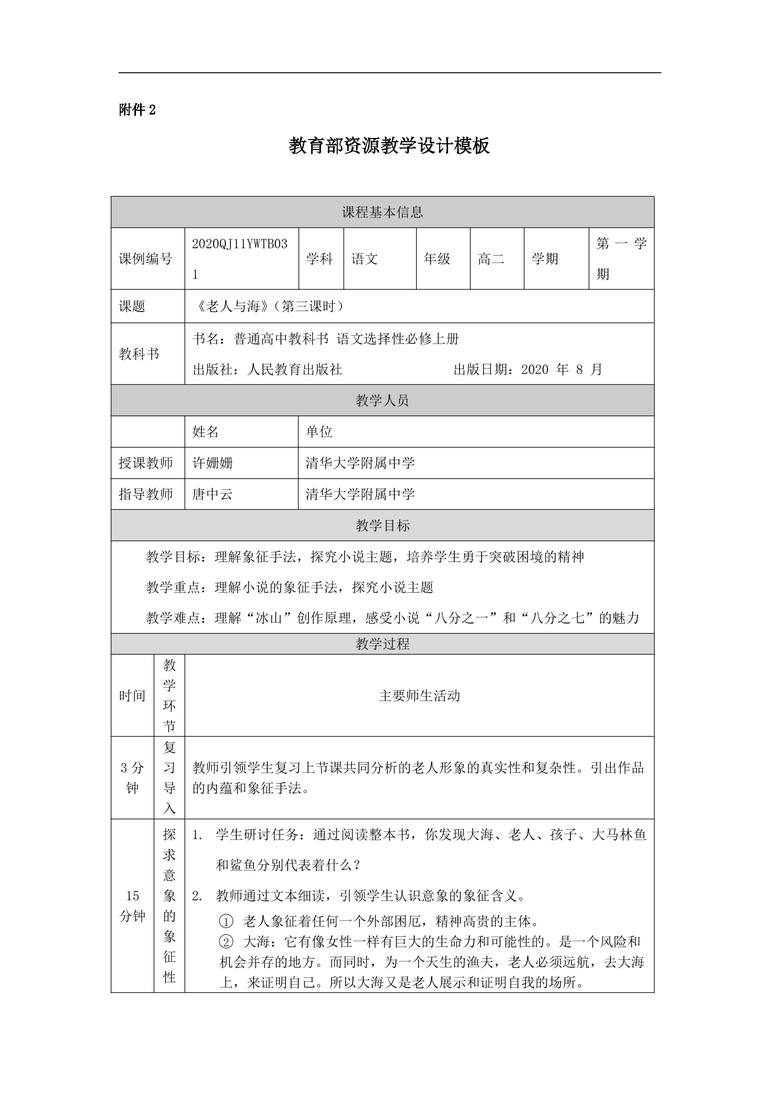 附件 2
教育部资源教学设计模板
课程基本信息
课例编号 2020QJ11YWTB03
1 学科 语文 年级 高二 学期 第一学
期
课题 《老人与海》（第三课时）
教科书 书名：普通高中教科书 语文选择性必修上册
出版社：人民教育出版社 出版日期：2020 年 8 月
教学人员
姓名 单位
授课教师 许姗姗 清华大学附属中学
指导教师 唐中云 清华大学附属中学
教学目标
教学目标：理解象征手法，探究小说主题，培养学生勇于突破困境的精神
教学重点：理解小说的象征手法，探究小说主题
教学难点：理解“冰山”创作原理，感受小说“八分之一”和“八分之七”的魅力
教学过程
时间
教
学
环
节
主要师生活动
3 分
钟
复
习
导
入
教师引领学生复习上节课共同分析的老人形象的真实性和复杂性。引出作品
的内蕴和象征手法。
15
分钟
探
求
意
象
的
象
征
性
1. 学生研讨任务：通过阅读整本书，你发现大海、老人、孩子、大马林鱼
和鲨鱼分别代表着什么？
2. 教师通过文本细读，引领学生认识意象的象征含义。
① 老人象征着任何一个外部困厄，精神高贵的主体。
② 大海：它有像女性一样有巨大的生命力和可能性的。是一个风险和
机会并存的地方。而同时，为一个天生的渔夫，老人必须远航，去大海
上，来证明自己。所以大海又是老人展示和证明自我的场所。